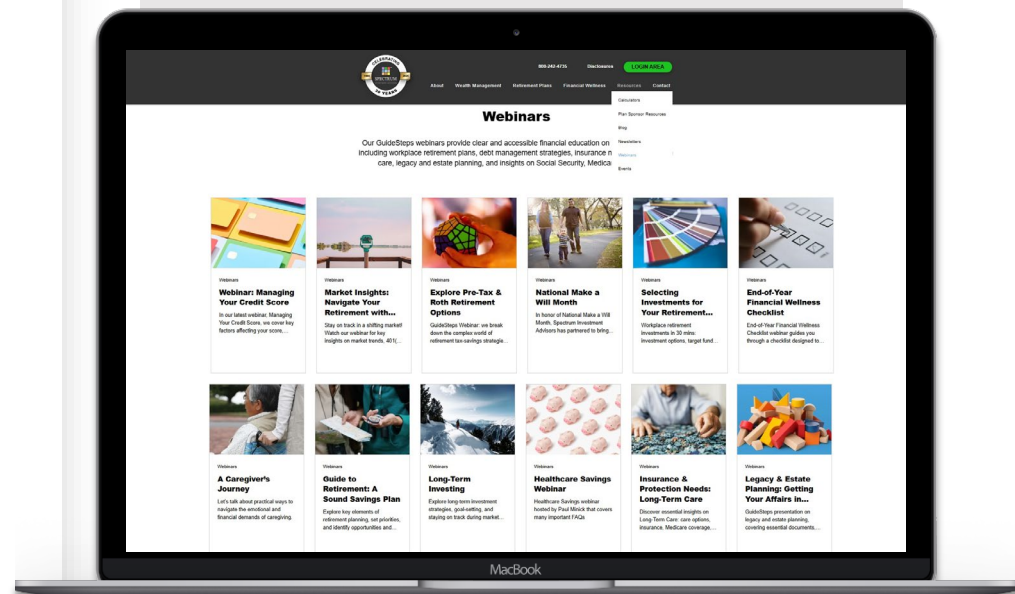 CELEBRATING
SPECTRUM
30 YEARS
800-242-4735
Disclosures
LOGIN AREA
About
Wealth Management
Retirement Plans
Financial Wellness
Resources
Contact
Calculators
Plan Sponsor Resources
Blog
Newsletters
Webinars
Events
Webinars
Our GuideSteps webinars provide clear and accessible financial education on
including workplace retirement plans, debt management strategies, insurance n
care, legacy and estate planning, and insights on Social Security, Medica
Webinars
Webinar: Managing
Your Credit Score
In our latest webinar, Managing
Your Credit Score, we cover key
factors affecting your score,...
Webinars
Market Insights:
Navigate Your
Retirement with...
Stay on track in a shifting market!
Watch our webinar for key
insights on market trends, 401(...
Webinars
Explore Pre-Tax &
Roth Retirement
Options
GuideSteps Webinar: we break
down the complex world of
retirement tax-savings strategie...
Webinars
National Make a
Will Month
In honor of National Make a Will
Month, Spectrum Investment
Advisors has partnered to bring...
Webinars
Selecting
Investments for
Your Retirement...
Workplace retirement
investments in 30 mins:
investment options, target fund...
Webinars
End-of-Year
Financial Wellness
Checklist
End-of-Year Financial Wellness
Checklist webinar guides you
through a checklist designed to...
Webinars
A Caregiver's
Journey
Let's talk about practical ways to
navigate the emotional and
financial demands of caregiving.
Webinars
Guide to
Retirement: A
Sound Savings Plan
Explore key elements of
retirement planning, set priorities,
and identify opportunities and...
Webinars
Long-Term
Investing
Explore long-term investment
strategies, goal-setting, and
staying on track during market...
Webinars
Healthcare Savings
Webinar
Healthcare Savings webinar
hosted by Paul Minick that covers
many important FAQs
Webinars
Insurance &
Protection Needs:
Long-Term Care
Discover essential insights on
Long-Term Care: care options,
insurance, Medicare coverage,...
Webinars
Legacy & Estate
Planning: Getting
Your Affairs in...
GuideSteps presentation on
legacy and estate planning,
covering essential documents,...
MacBook